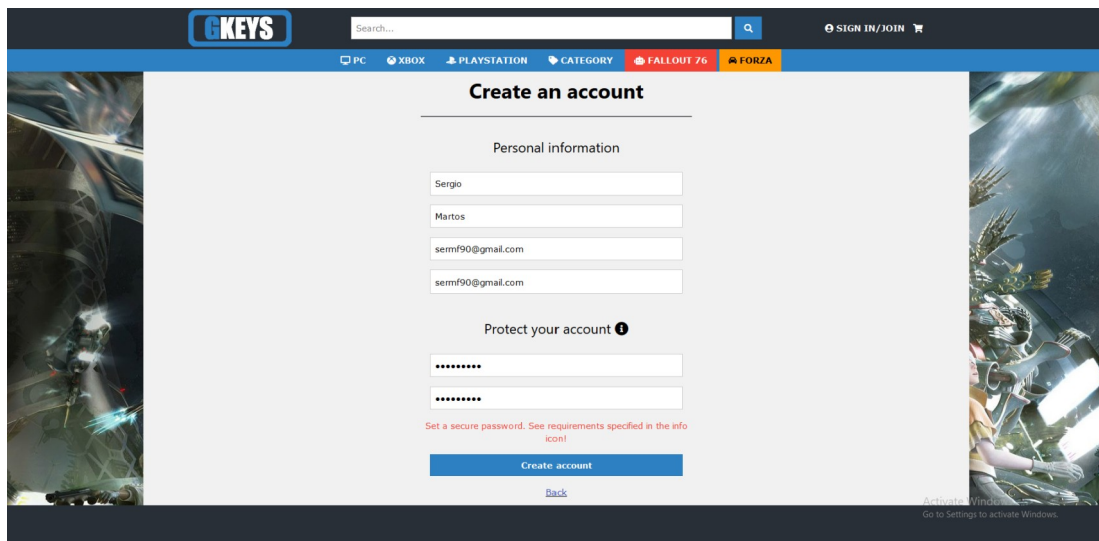 GKEYS
Search...
SIGN IN/JOIN
PC XBOX PLAYSTATION CATEGORY FALLOUT 76 FORZA
Create an account
Personal information
Sergio
Martos
sermf90@gmail.com
sermf90@gmail.com
Protect your account
•••••••••
•••••••••
Set a secure password. See requirements specified in the info
icon!
Create account
Back
Activate Windows
Go to Settings to activate Windows.